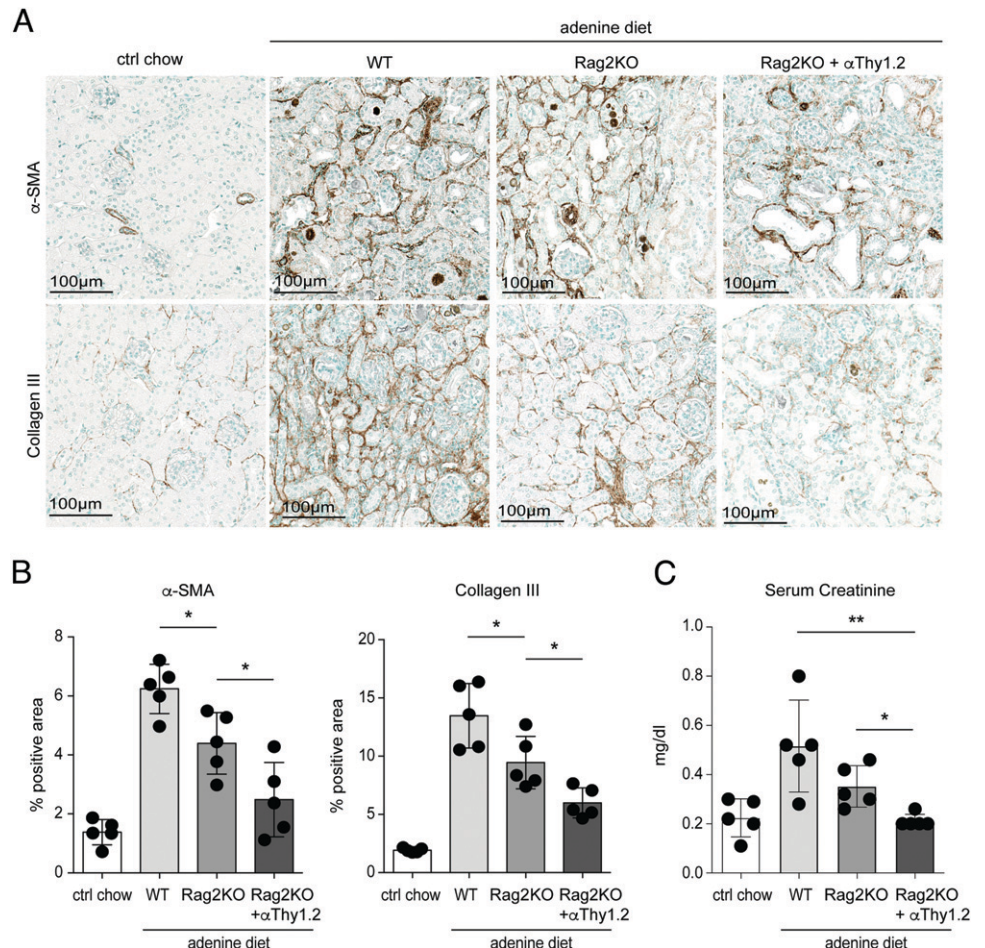 A
adenine diet
ctrl chow
WT
Rag2KO
Rag2KO + αThy1.2
α-SMA
100μm
100μm
100μm
100μm
Collagen III
100μm
100μm
100μm
100μm
B
α-SMA
% positive area
8
6
4
2
0
*
*
ctrl chow
WT
Rag2KO
Rag2KO
+αThy1.2
adenine diet
Collagen III
% positive area
20
15
10
5
0
*
*
ctrl chow
WT
Rag2KO
Rag2KO
+αThy1.2
adenine diet
C
Serum Creatinine
mg/dl
1.0
0.8
0.6
0.4
0.2
0.0
**
*
ctrl chow
WT
Rag2KO
Rag2KO
+ αThy1.2
adenine diet